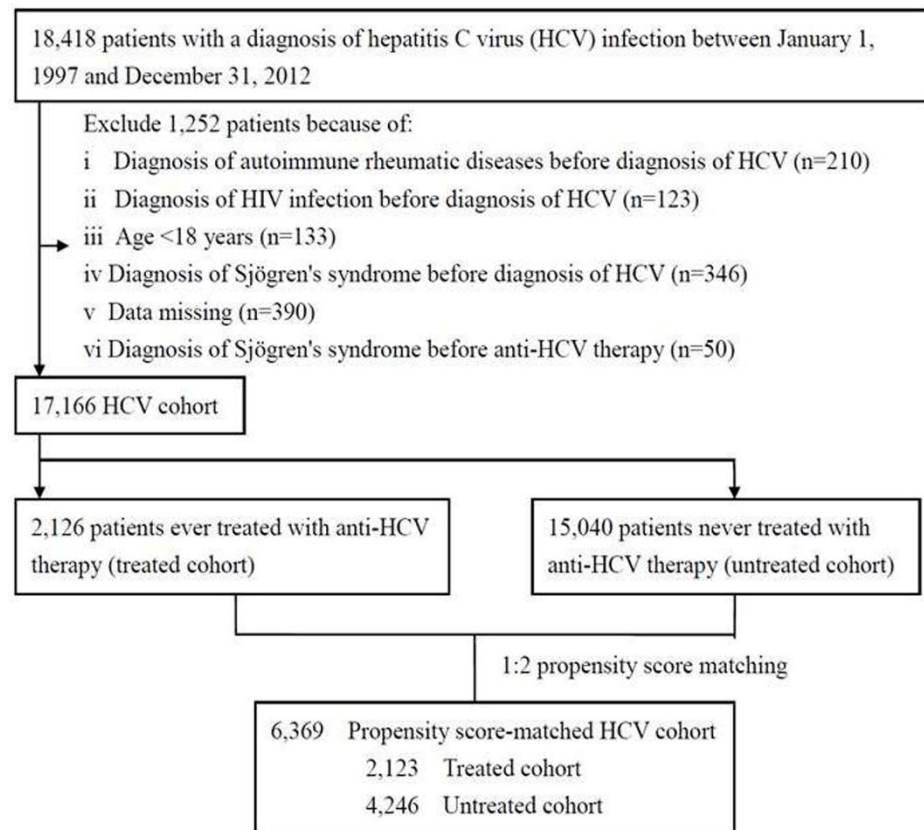 18,418 patients with a diagnosis of hepatitis C virus (HCV) infection between January 1,
1997 and December 31, 2012
Exclude 1,252 patients because of:
i Diagnosis of autoimmune rheumatic diseases before diagnosis of HCV (n=210)
ii Diagnosis of HIV infection before diagnosis of HCV (n=123)
iii Age <18 years (n=133)
iv Diagnosis of Sjögren's syndrome before diagnosis of HCV (n=346)
v Data missing (n=390)
vi Diagnosis of Sjögren's syndrome before anti-HCV therapy (n=50)
17,166 HCV cohort
2,126 patients ever treated with anti-HCV
therapy (treated cohort)
15,040 patients never treated with
anti-HCV therapy (untreated cohort)
1:2 propensity score matching
6,369 Propensity score-matched HCV cohort
2,123 Treated cohort
4,246 Untreated cohort